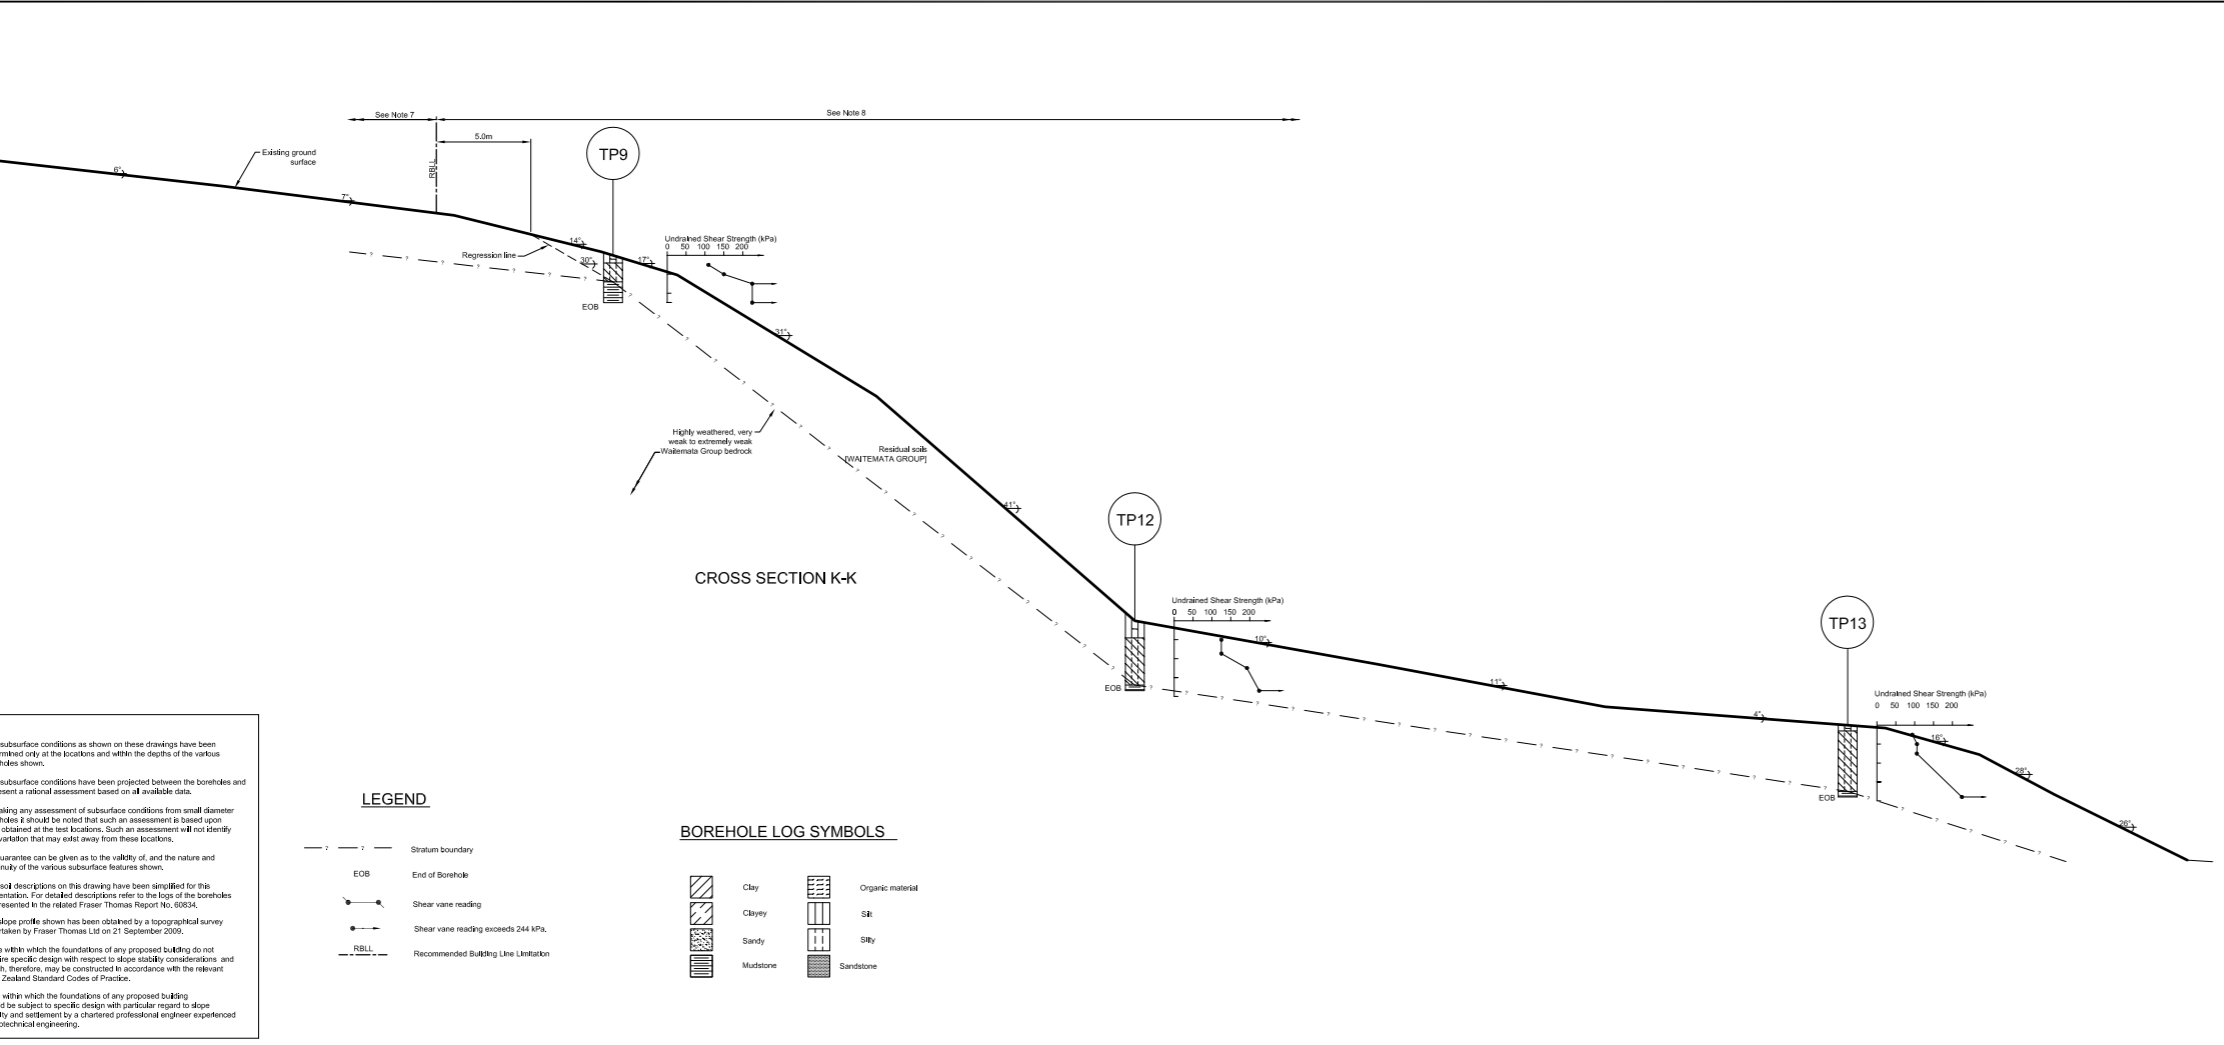 See Note 7
See Note 8
5.0m
RBLL
Existing ground
surface
6°
7°
TP9
14°
Regression line
30°
17°
EOB
Undrained Shear Strength (kPa)
0 50 100 150 200
31°
Highly weathered, very
weak to extremely weak
Waitemata Group bedrock
Residual soils
[WAITEMATA GROUP]
41°
TP12
CROSS SECTION K-K
EOB
Undrained Shear Strength (kPa)
0 50 100 150 200
10°
11°
4°
TP13
EOB
Undrained Shear Strength (kPa)
0 50 100 150 200
16°
28°
26°
subsurface conditions as shown on these drawings have been
rmined only at the locations and within the depths of the various
holes shown.
subsurface conditions have been projected between the boreholes and
esent a rational assessment based on all available data.
aking any assessment of subsurface conditions from small diameter
holes it should be noted that such an assessment is based upon
obtained at the test locations. Such an assessment will not identify
variation that may exist away from these locations.
uarantee can be given as to the validity of, and the nature and
nuity of the various subsurface features shown.
soil descriptions on this drawing have been simplified for this
entation. For detailed descriptions refer to the logs of the boreholes
resented in the related Fraser Thomas Report No. 60834.
slope profile shown has been obtained by a topographical survey
rtaken by Fraser Thomas Ltd on 21 September 2009.
e within which the foundations of any proposed building do not
ire specific design with respect to slope stability considerations and
h, therefore, may be constructed in accordance with the relevant
Zealand Standard Codes of Practice.
within which the foundations of any proposed building
d be subject to specific design with particular regard to slope
ity and settlement by a chartered professional engineer experienced
otechnical engineering.
LEGEND
? ? Stratum boundary
EOB End of Borehole
Shear vane reading
Shear vane reading exceeds 244 kPa.
RBLL Recommended Building Line Limitation
BOREHOLE LOG SYMBOLS
Clay Organic material
Clayey Silt
Sandy Silty
Mudstone Sandstone